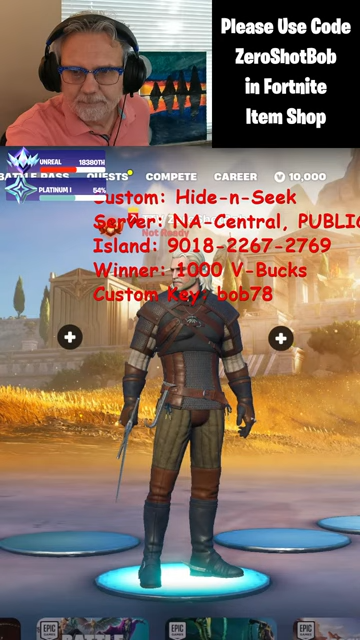 Please Use Code
ZeroShotBob
in Fortnite
Item Shop
UNREAL 18380TH
PLATINUM I 54%
BATTLE PASS QUESTS COMPETE CAREER 10,000
Custom: Hide-n-Seek
Server: NA-Central, PUBLIC
Not Ready
Island: 9018-2267-2769
Winner: 1000 V-Bucks
Custom Key: bob78
EPIC
EPIC
EPIC
BATTLE